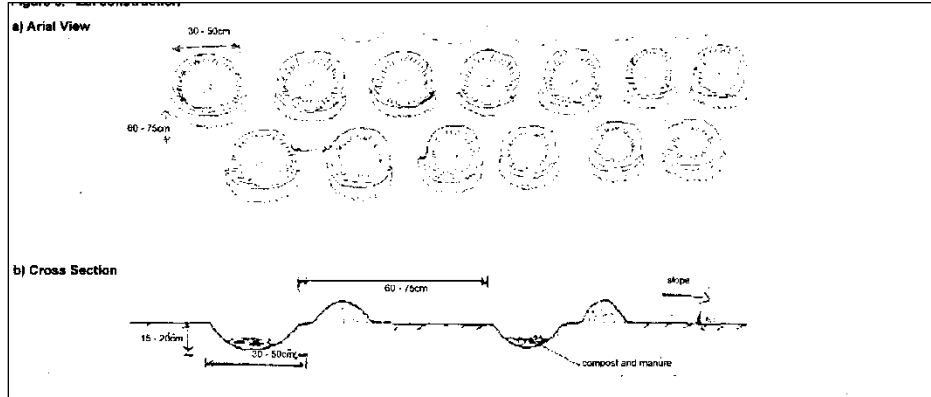 a) Arial View
30 - 50cm
60 - 75cm
b) Cross Section
60 - 75cm
slope
15 - 20cm
30 - 50cm
compost and manure